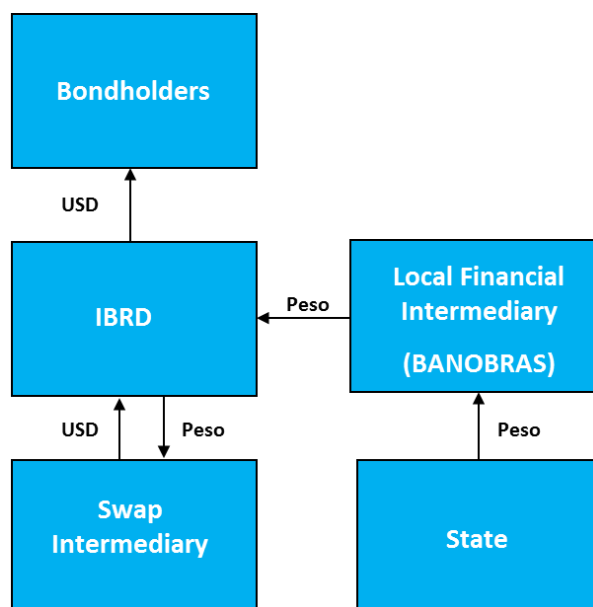 Bondholders
USD
IBRD
Peso
Local Financial
Intermediary
(BANOBRAS)
USD
Peso
Peso
Swap
Intermediary
State